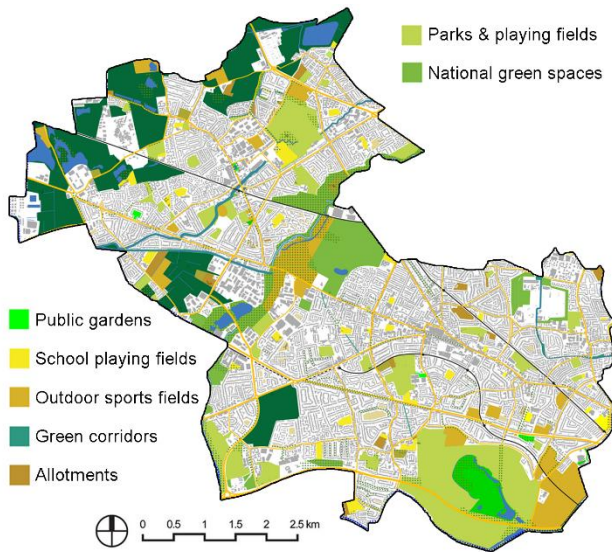 Parks & playing fields
National green spaces
Public gardens
School playing fields
Outdoor sports fields
Green corridors
Allotments
0 0.5 1 1.5 2 2.5 km